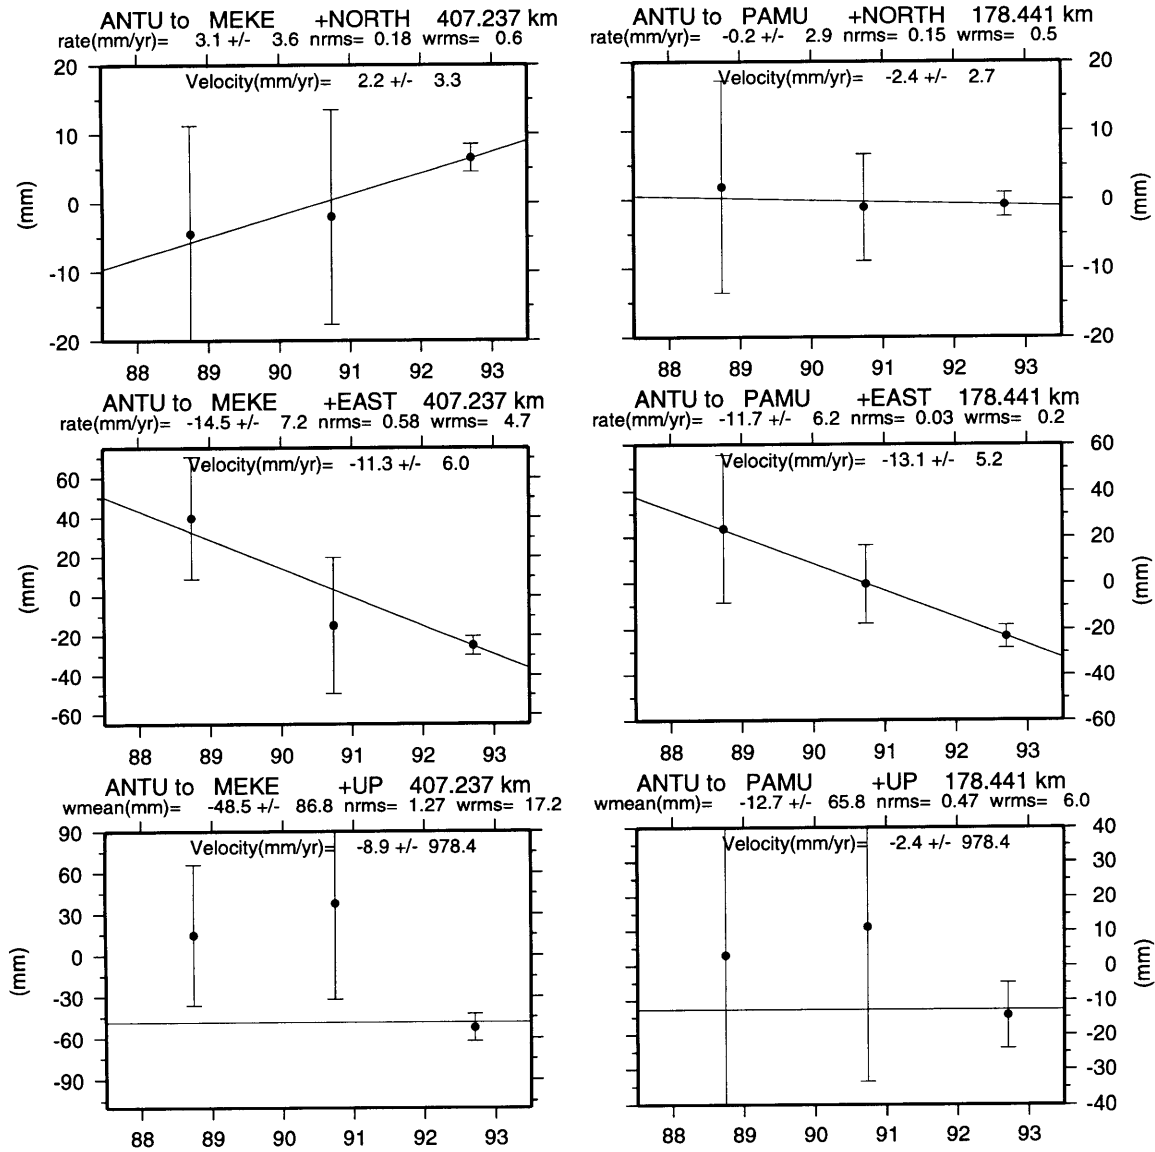 ANTU to MEKE +NORTH 407.237 km
rate(mm/yr)= 3.1 +/- 3.6 nrms= 0.18 wrms= 0.6
Velocity(mm/yr)= 2.2 +/- 3.3
20
10
0
-10
-20
(mm)
88 89 90 91 92 93
ANTU to PAMU +NORTH 178.441 km
rate(mm/yr)= -0.2 +/- 2.9 nrms= 0.15 wrms= 0.5
Velocity(mm/yr)= -2.4 +/- 2.7
20
10
0
-10
-20
(mm)
88 89 90 91 92 93
ANTU to MEKE +EAST 407.237 km
rate(mm/yr)= -14.5 +/- 7.2 nrms= 0.58 wrms= 4.7
Velocity(mm/yr)= -11.3 +/- 6.0
60
40
20
0
-20
-40
-60
(mm)
88 89 90 91 92 93
ANTU to PAMU +EAST 178.441 km
rate(mm/yr)= -11.7 +/- 6.2 nrms= 0.03 wrms= 0.2
Velocity(mm/yr)= -13.1 +/- 5.2
60
40
20
0
-20
-40
-60
(mm)
88 89 90 91 92 93
ANTU to MEKE +UP 407.237 km
wmean(mm)= -48.5 +/- 86.8 nrms= 1.27 wrms= 17.2
Velocity(mm/yr)= -8.9 +/- 978.4
90
60
30
0
-30
-60
-90
(mm)
88 89 90 91 92 93
ANTU to PAMU +UP 178.441 km
wmean(mm)= -12.7 +/- 65.8 nrms= 0.47 wrms= 6.0
Velocity(mm/yr)= -2.4 +/- 978.4
40
30
20
10
0
-10
-20
-30
-40
(mm)
88 89 90 91 92 93